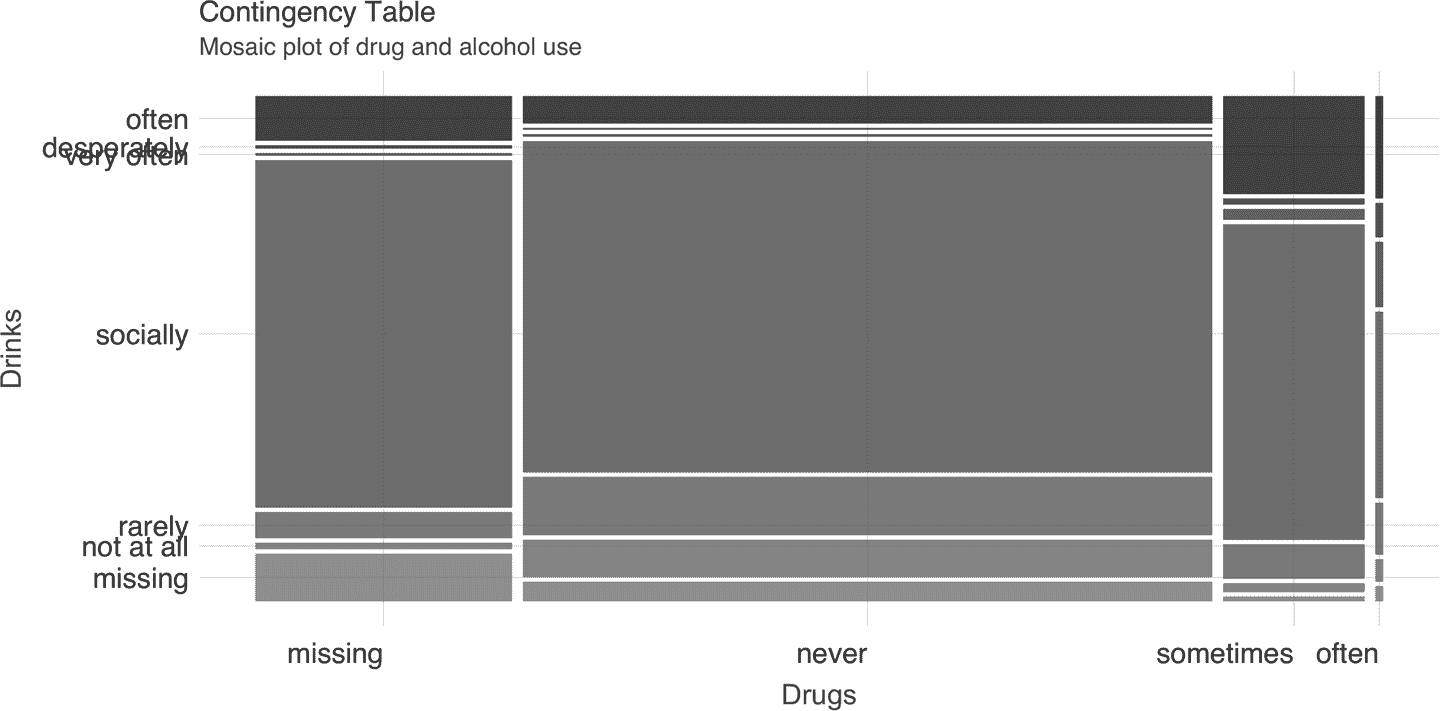 Contingency Table
Mosaic plot of drug and alcohol use
often
desperately
very often
socially
rarely
not at all
missing
Drinks
missing
never
sometimes
often
Drugs